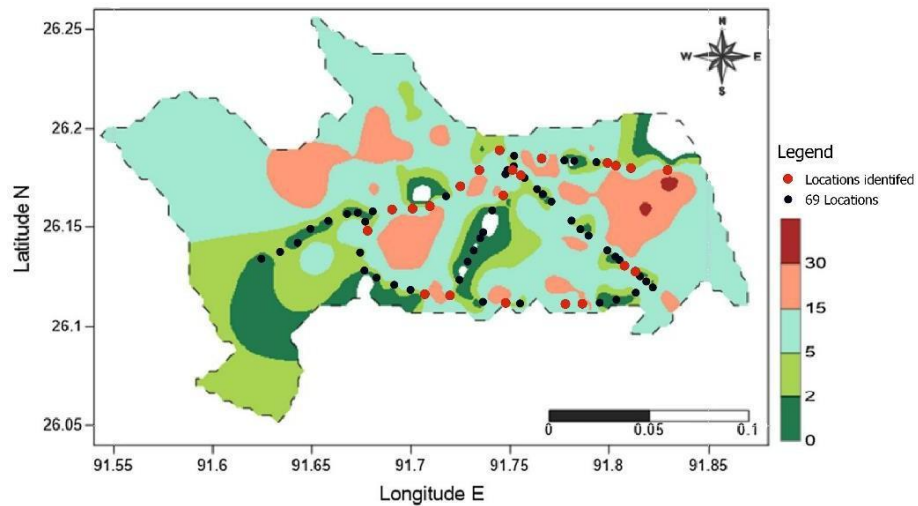 26.25
26.2
26.15
26.1
26.05
Latitude N
91.55 91.6 91.65 91.7 91.75 91.8 91.85
Longitude E
N
W E
S
0 0.05 0.1
Legend
Locations identifed
69 Locations
30
15
5
2
0